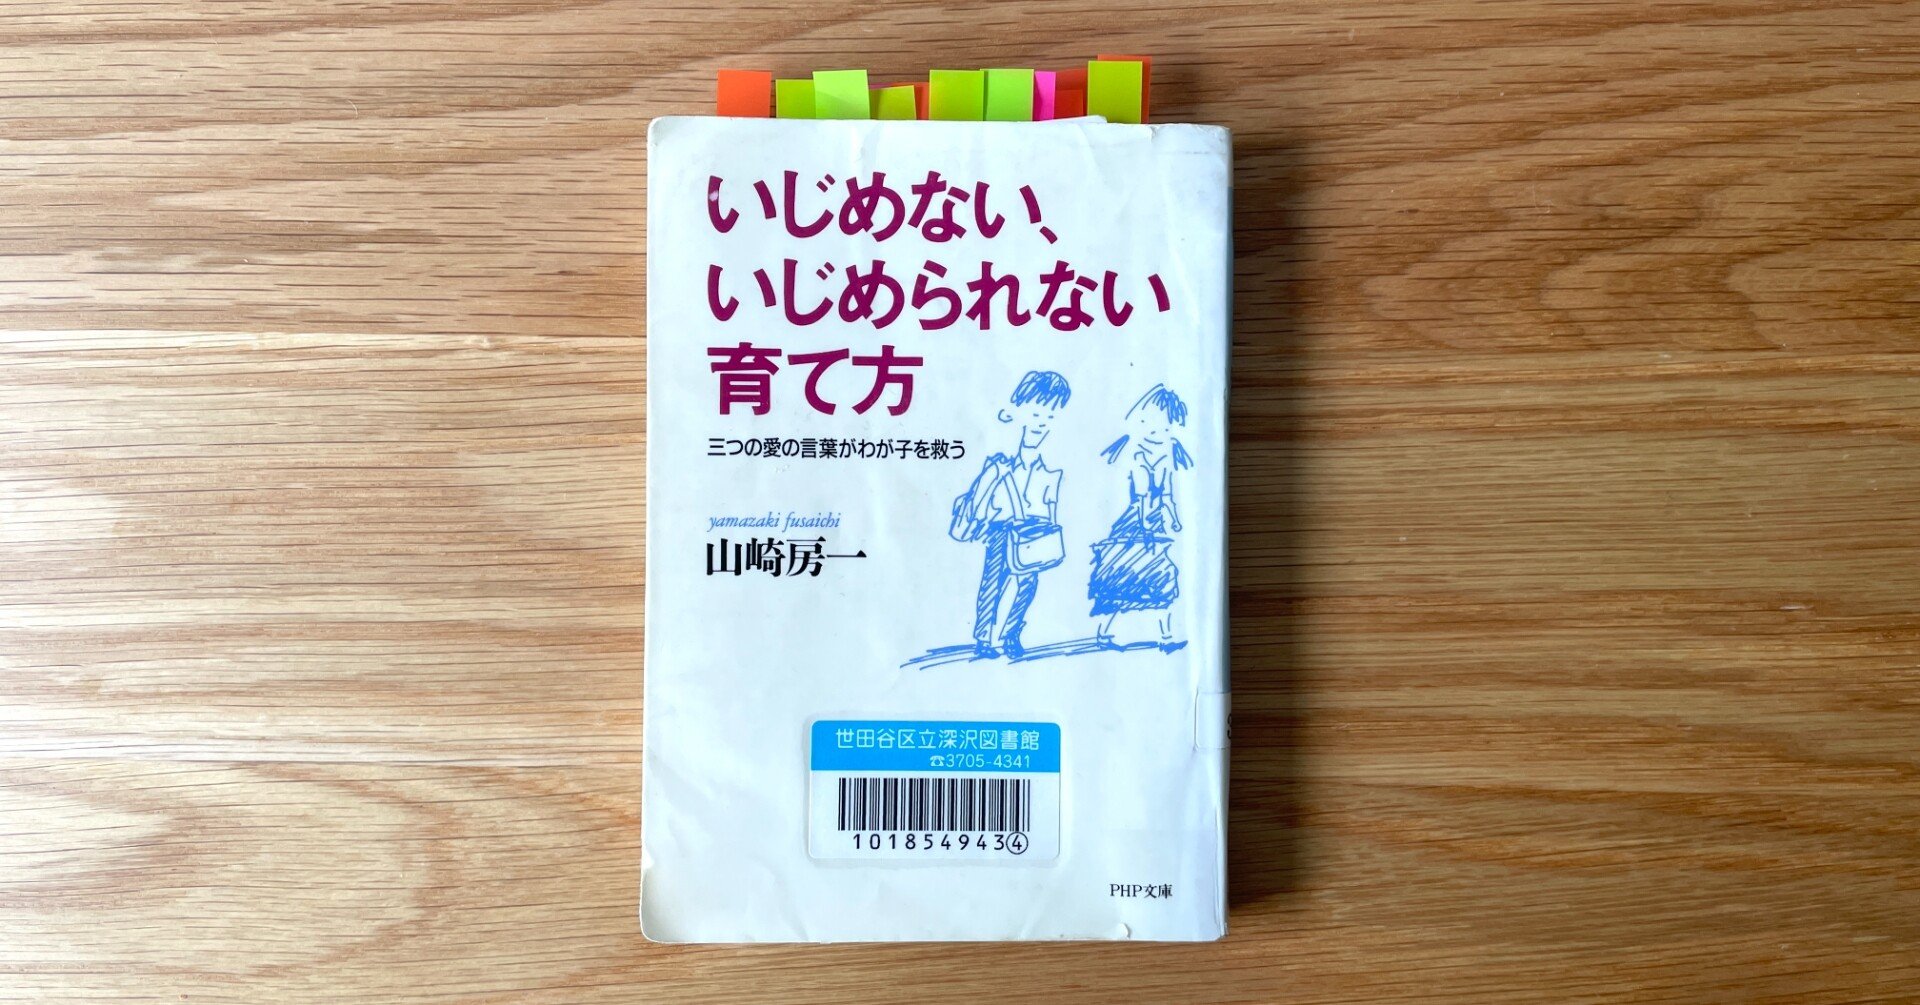 いじめない、
いじめられない
育て方
三つの愛の言葉がわが子を救う
yamazaki fusaichi
山崎房一
世田谷区立深沢図書館
☎3705-4341
101854943④
PHP文庫